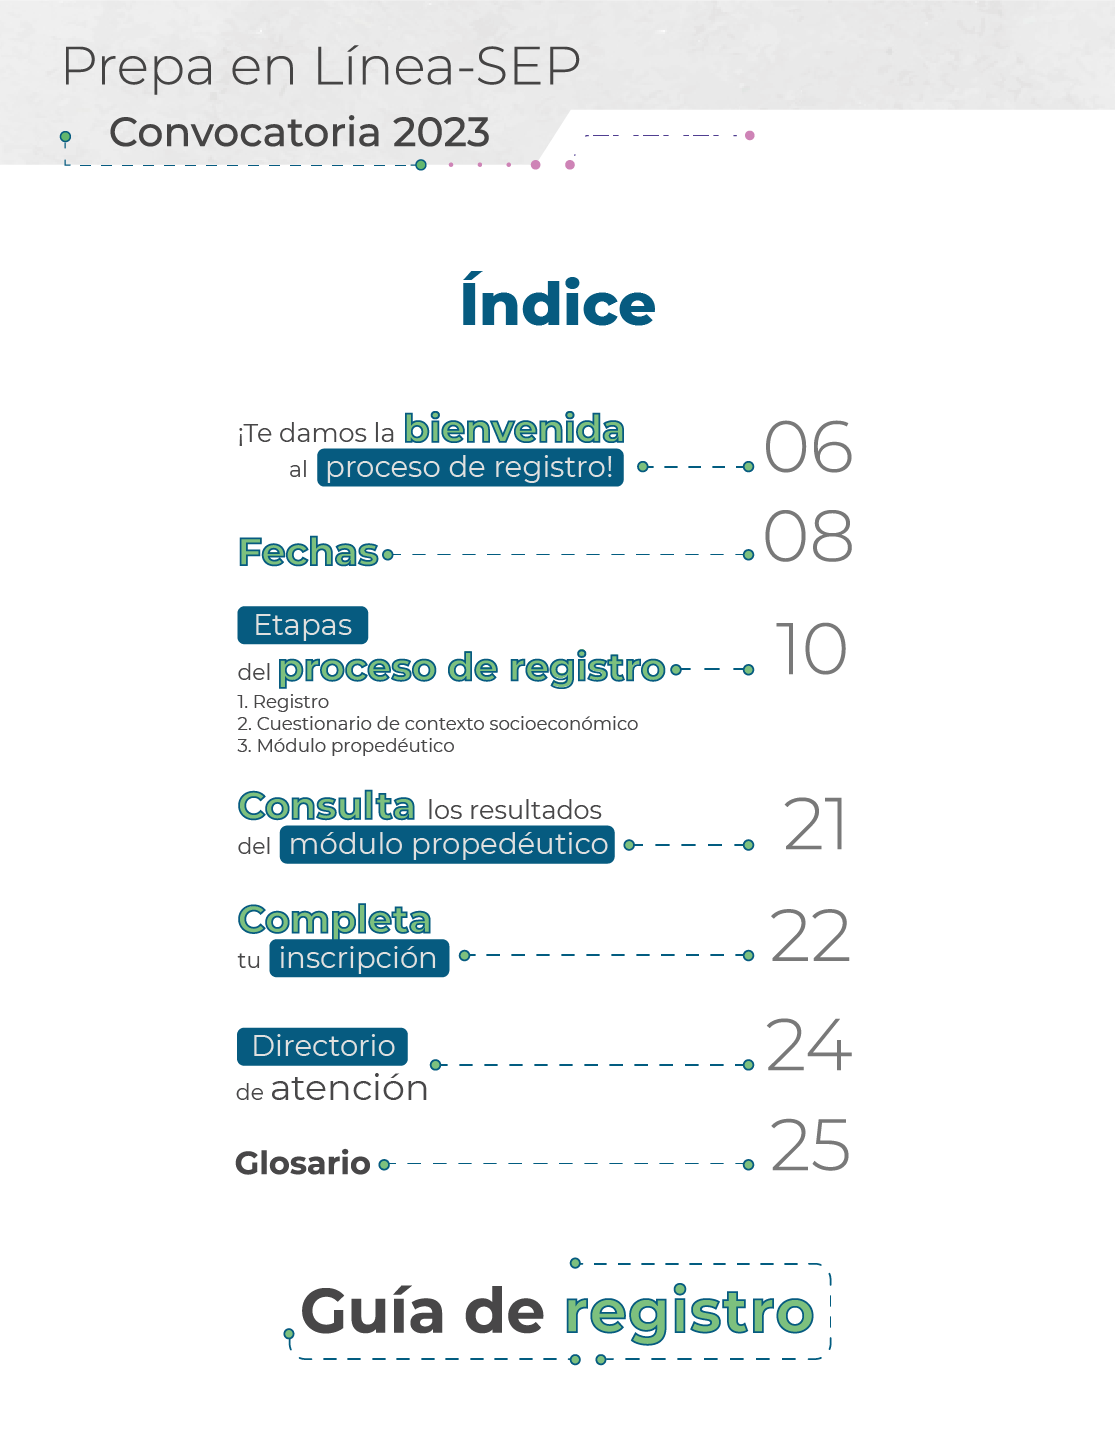 Prepa en Línea-SEP
Convocatoria 2023
Índice
¡Te damos la bienvenida
al proceso de registro!
06
Fechas
08
Etapas
del proceso de registro
10
1. Registro
2. Cuestionario de contexto socioeconómico
3. Módulo propedéutico
Consulta los resultados
del módulo propedéutico
21
Completa
tu inscripción
22
Directorio
de atención
24
Glosario
25
Guía de registro